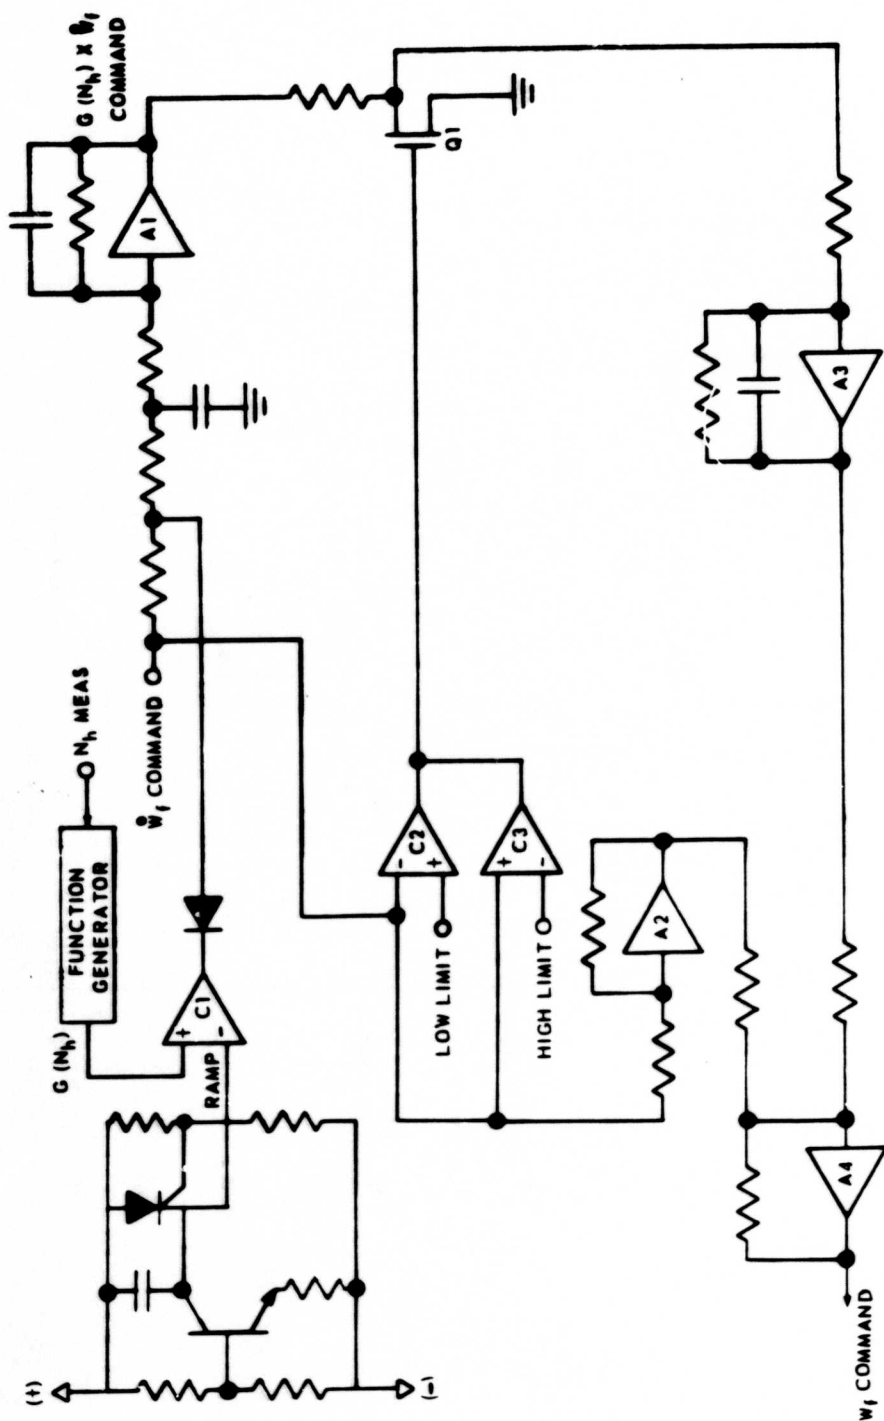 G (Nh) X Ẇf
COMMAND
A1
Q1
Nh MEAS
Ẇf COMMAND
FUNCTION
GENERATOR
G (Nh)
+
C1
-
RAMP
(+)
(-)
-
C2
+
LOW LIMIT
+
C3
-
HIGH LIMIT
A2
A3
A4
Wf COMMAND